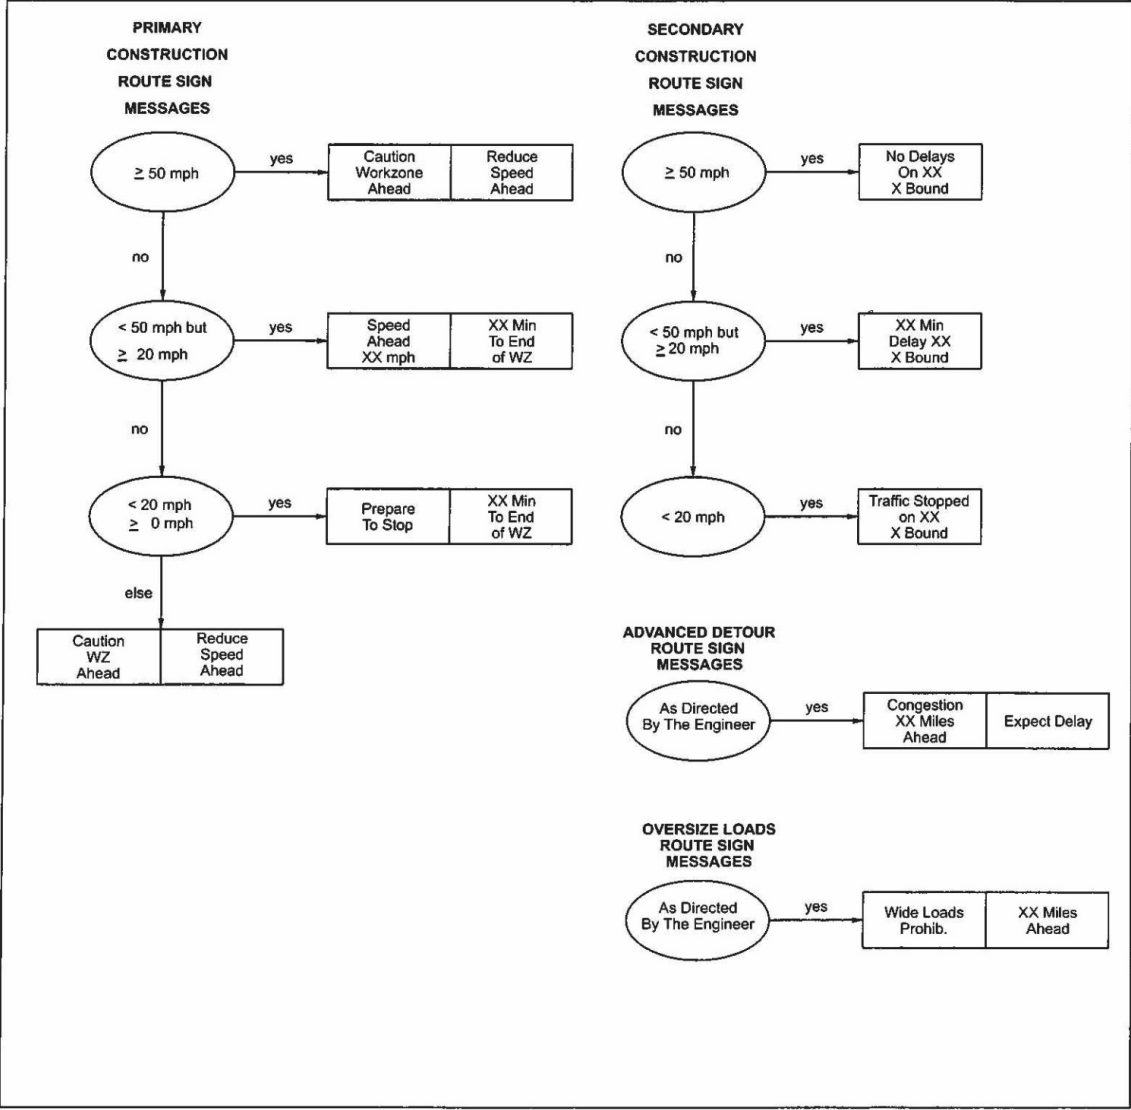 PRIMARY
CONSTRUCTION
ROUTE SIGN
MESSAGES
≥ 50 mph
yes
Caution
Workzone
Ahead
Reduce
Speed
Ahead
no
< 50 mph but
≥ 20 mph
yes
Speed
Ahead
XX mph
XX Min
To End
of WZ
no
< 20 mph
≥ 0 mph
yes
Prepare
To Stop
XX Min
To End
of WZ
else
Caution
WZ
Ahead
Reduce
Speed
Ahead
SECONDARY
CONSTRUCTION
ROUTE SIGN
MESSAGES
≥ 50 mph
yes
No Delays
On XX
X Bound
no
< 50 mph but
≥ 20 mph
yes
XX Min
Delay XX
X Bound
no
< 20 mph
yes
Traffic Stopped
on XX
X Bound
ADVANCED DETOUR
ROUTE SIGN
MESSAGES
As Directed
By The Engineer
yes
Congestion
XX Miles
Ahead
Expect Delay
OVERSIZE LOADS
ROUTE SIGN
MESSAGES
As Directed
By The Engineer
yes
Wide Loads
Prohib.
XX Miles
Ahead